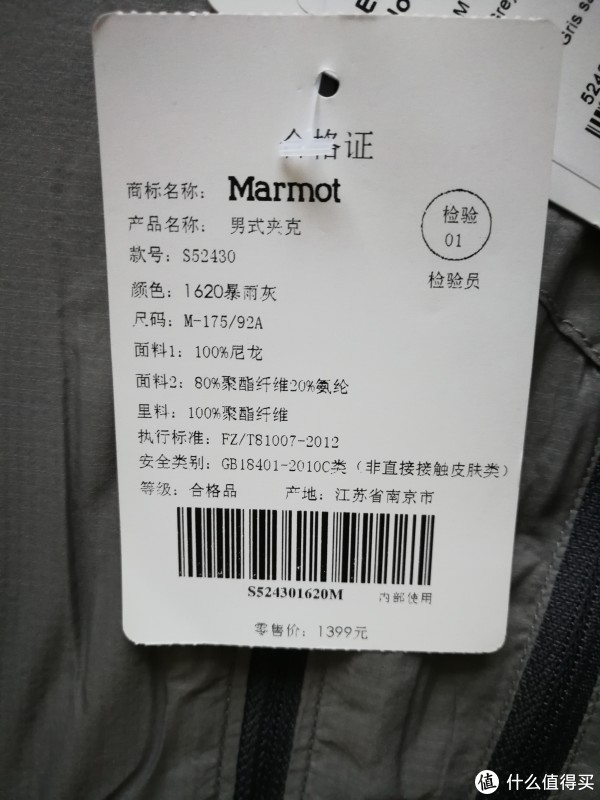 合格证
商标名称: Marmot
产品名称: 男式夹克
款号: S52430
颜色: 1620暴雨灰
尺码: M-175/92A
面料1: 100%尼龙
面料2: 80%聚酯纤维20%氨纶
里料: 100%聚酯纤维
执行标准: FZ/T81007-2012
安全类别: GB18401-2010C类 (非直接接触皮肤类)
等级: 合格品 产地: 江苏省南京市
检验
01
检验员
S524301620M 内部使用
零售价: 1399元
Gris
5243
值 什么值得买